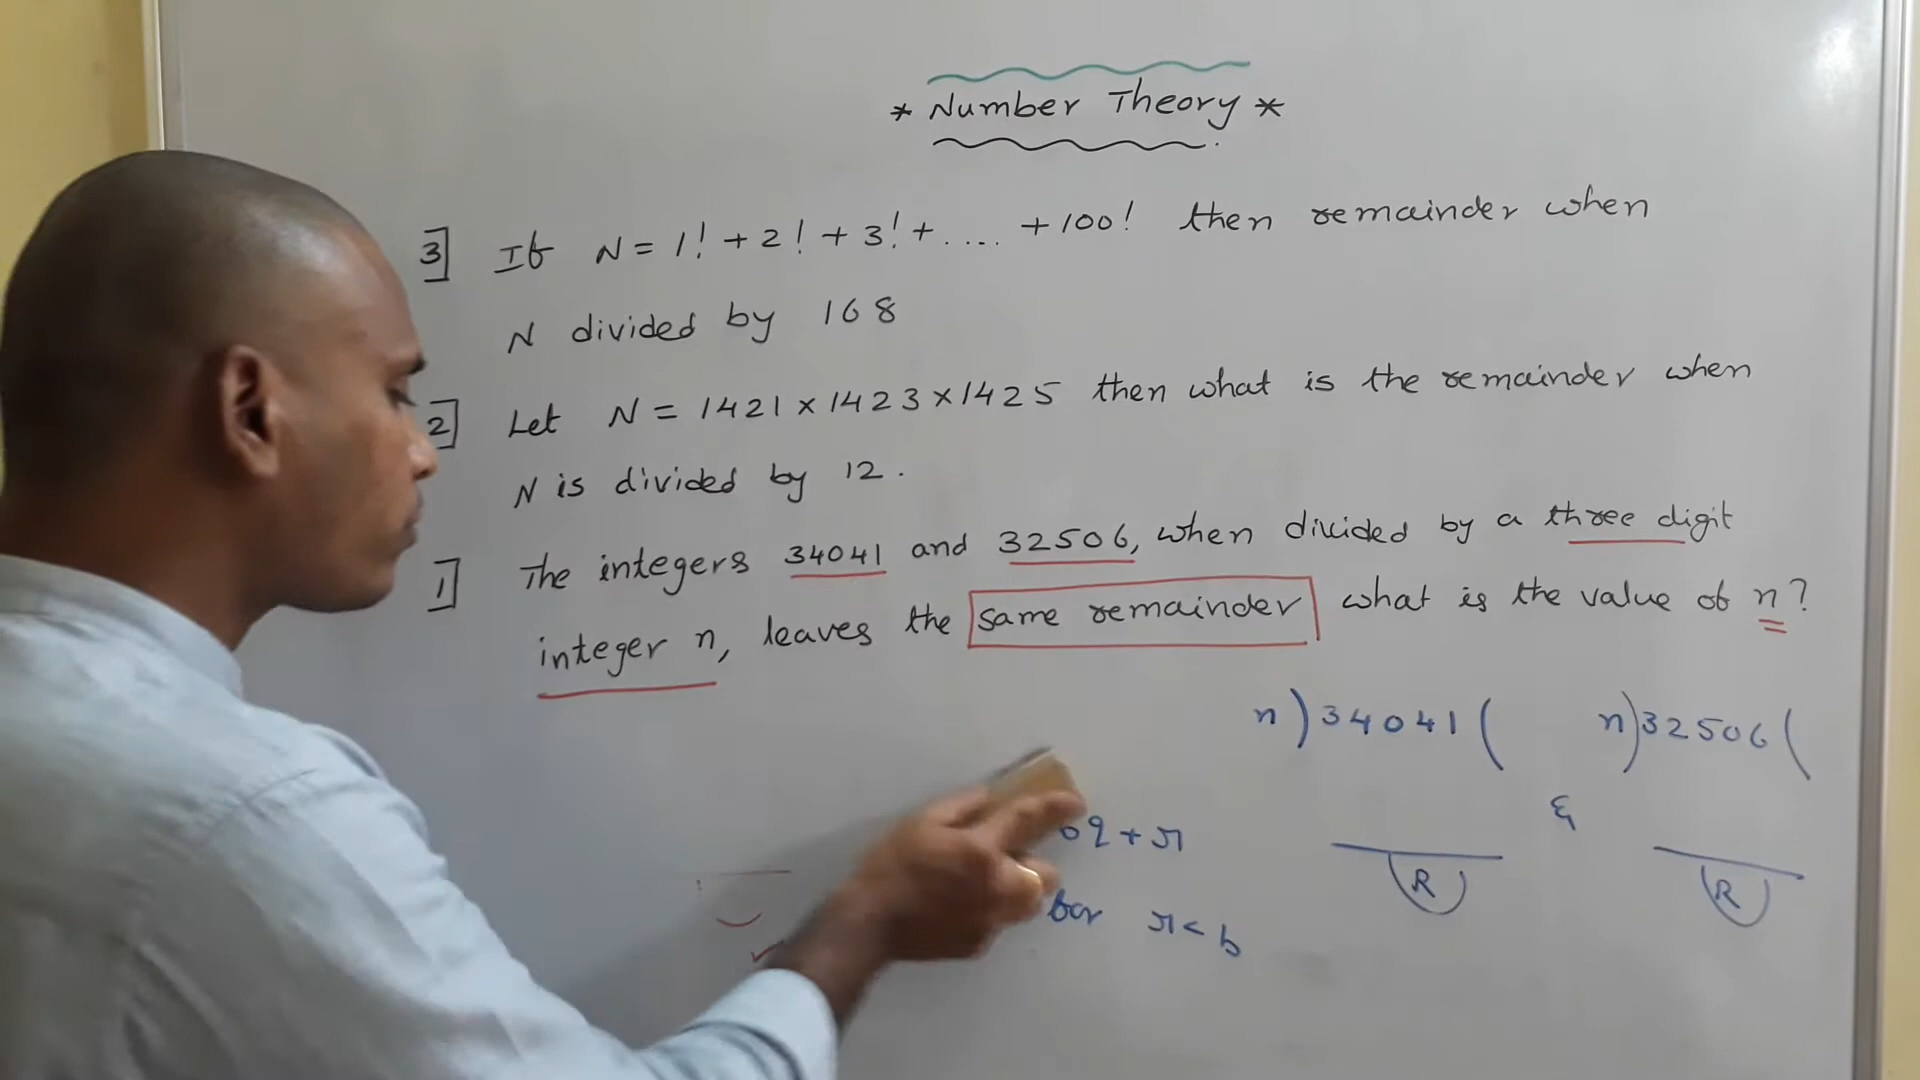 * Number Theory *
3] If N = 1! + 2! + 3! + .... + 100! then remainder when
N divided by 168
2] Let N = 1421 x 1423 x 1425 then what is the remainder when
N is divided by 12.
1] The integers 34041 and 32506, when divided by a three digit
integer n, leaves the same remainder what is the value of n?
n ) 34041 ( n ) 32506 (
&
q + r
R R
for r < b